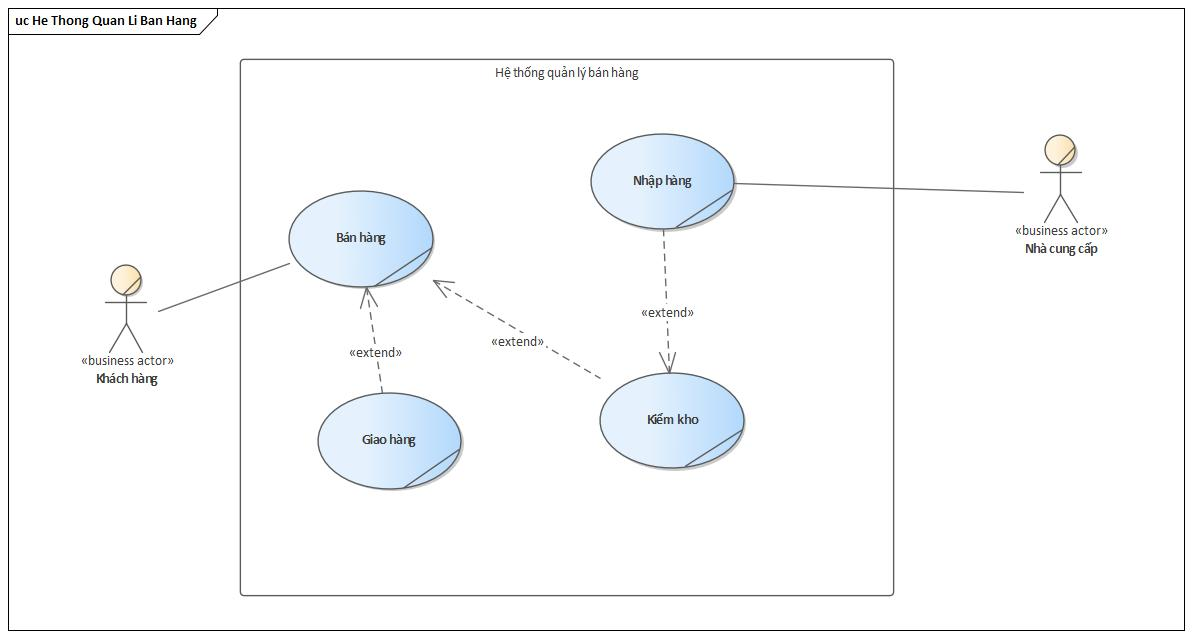 uc He Thong Quan Li Ban Hang
Hệ thống quản lý bán hàng
Nhập hàng
Bán hàng
«business actor»
Nhà cung cấp
«extend»
«extend»
«extend»
«business actor»
Khách hàng
Kiểm kho
Giao hàng